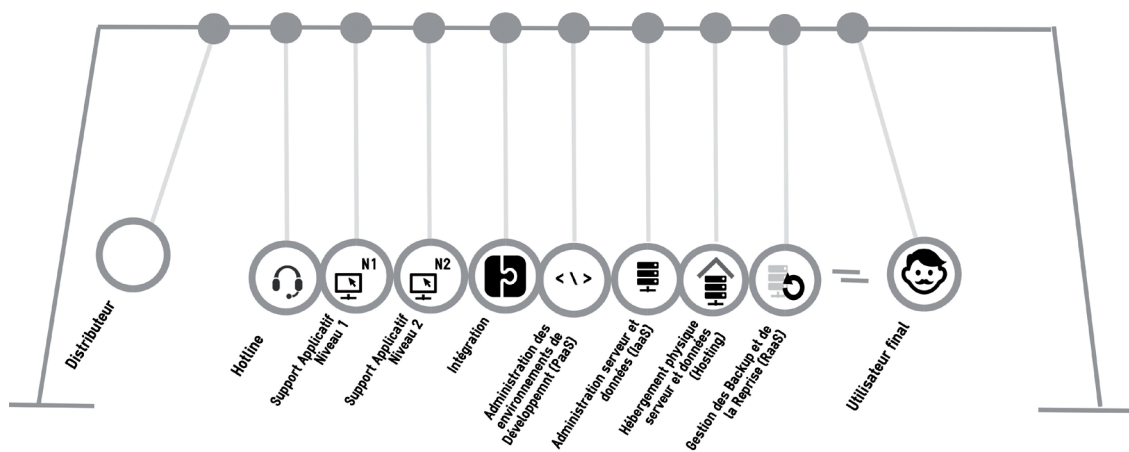 N1
N2
< \ >
Distributeur
Hotline
Support Applicatif
Niveau 1
Support Applicatif
Niveau 2
Intégration
Administration des
environnements de
Développemnt (PaaS)
Administration serveur et
données (IaaS)
Hébergement physique
serveur et données
(Hosting)
Gestion des Backup et de
la Reprise (RaaS)
Utilisateur final